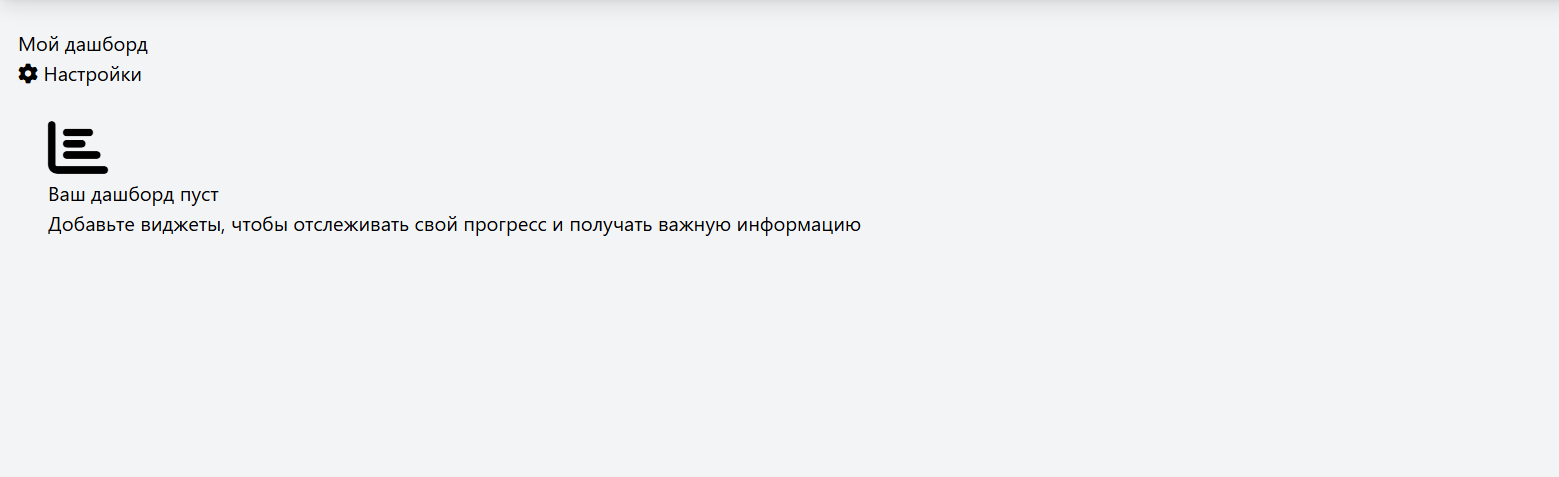 Мой дашборд
Настройки
Ваш дашборд пуст
Добавьте виджеты, чтобы отслеживать свой прогресс и получать важную информацию